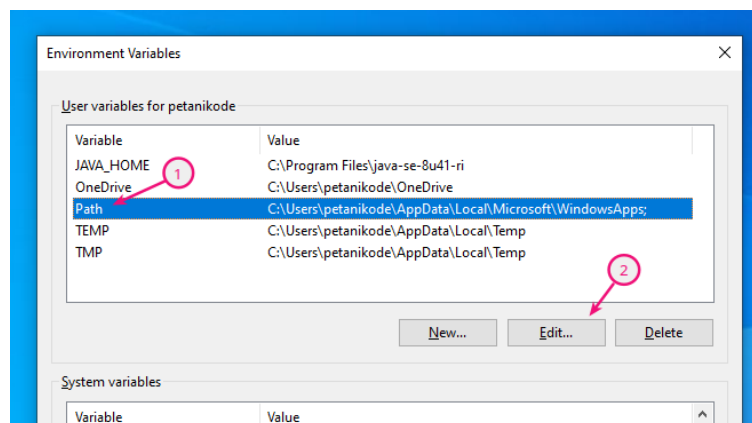 Environment Variables
User variables for petanikode
Variable Value
JAVA_HOME C:\Program Files\java-se-8u41-ri
1
OneDrive C:\Users\petanikode\OneDrive
Path C:\Users\petanikode\AppData\Local\Microsoft\WindowsApps;
TEMP C:\Users\petanikode\AppData\Local\Temp
TMP C:\Users\petanikode\AppData\Local\Temp
2
New... Edit... Delete
System variables
Variable Value